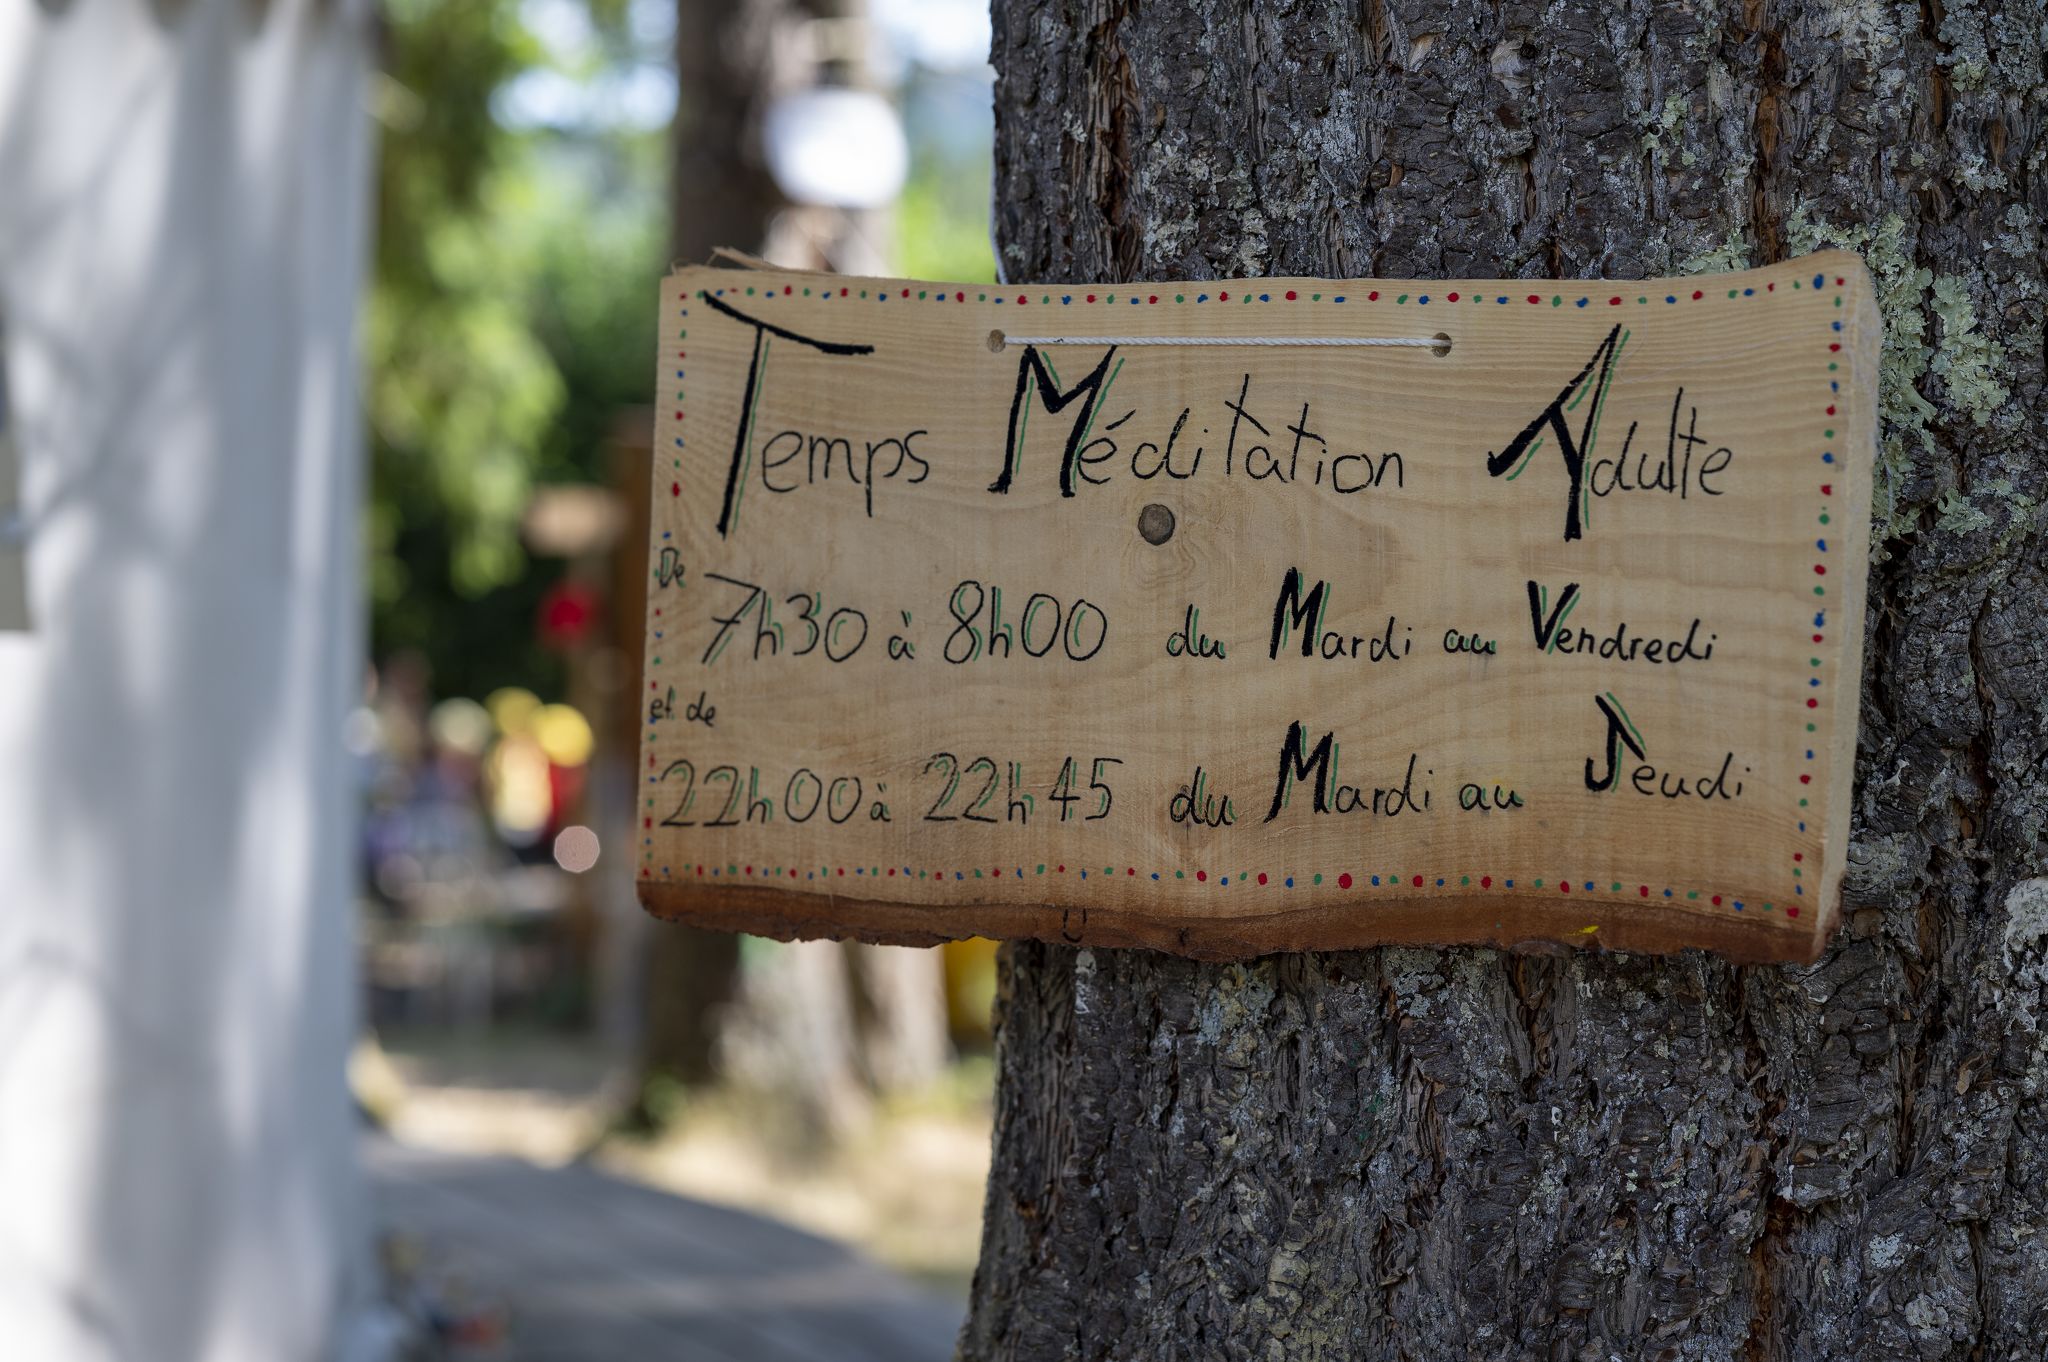 Temps Méditation Adulte
De
7h30 à 8h00 du Mardi au Vendredi
et de
22h00 à 22h45 du Mardi au Jeudi